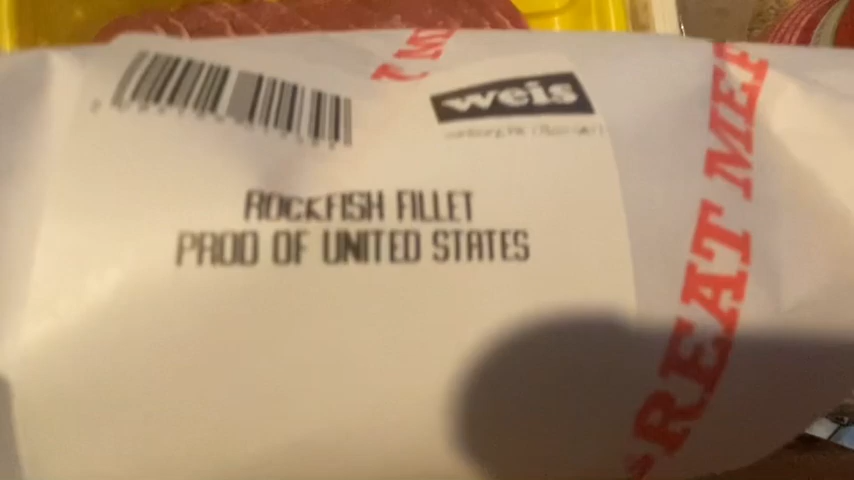 weis
ROCKFISH FILLET
PROD OF UNITED STATES
REAT MEA
T M